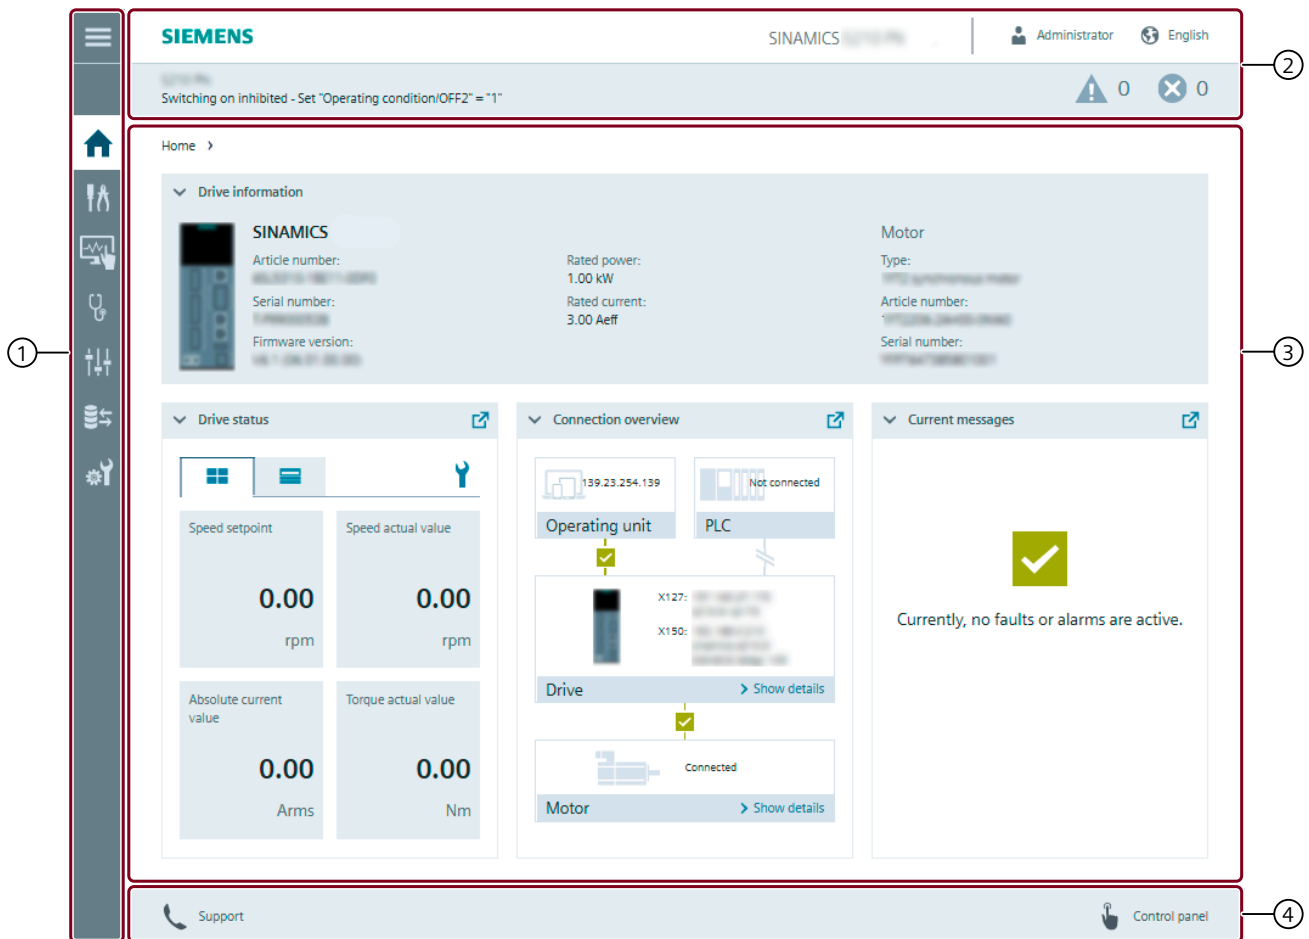 SIEMENS
SINAMICS
Administrator
English
Switching on inhibited - Set "Operating condition/OFF2" = "1"
0
0
2
Home
Drive information
SINAMICS
Motor
Article number:
Rated power:
Type:
1.00 kW
Serial number:
Rated current:
Article number:
3.00 Aeff
Firmware version:
Serial number:
1
3
Drive status
Connection overview
Current messages
139.23.254.139
Not connected
Operating unit
PLC
Speed setpoint
Speed actual value
0.00
0.00
rpm
rpm
X127:
X150:
Currently, no faults or alarms are active.
Drive
Show details
Absolute current
value
Torque actual value
0.00
0.00
Arms
Nm
Connected
Motor
Show details
Support
Control panel
4